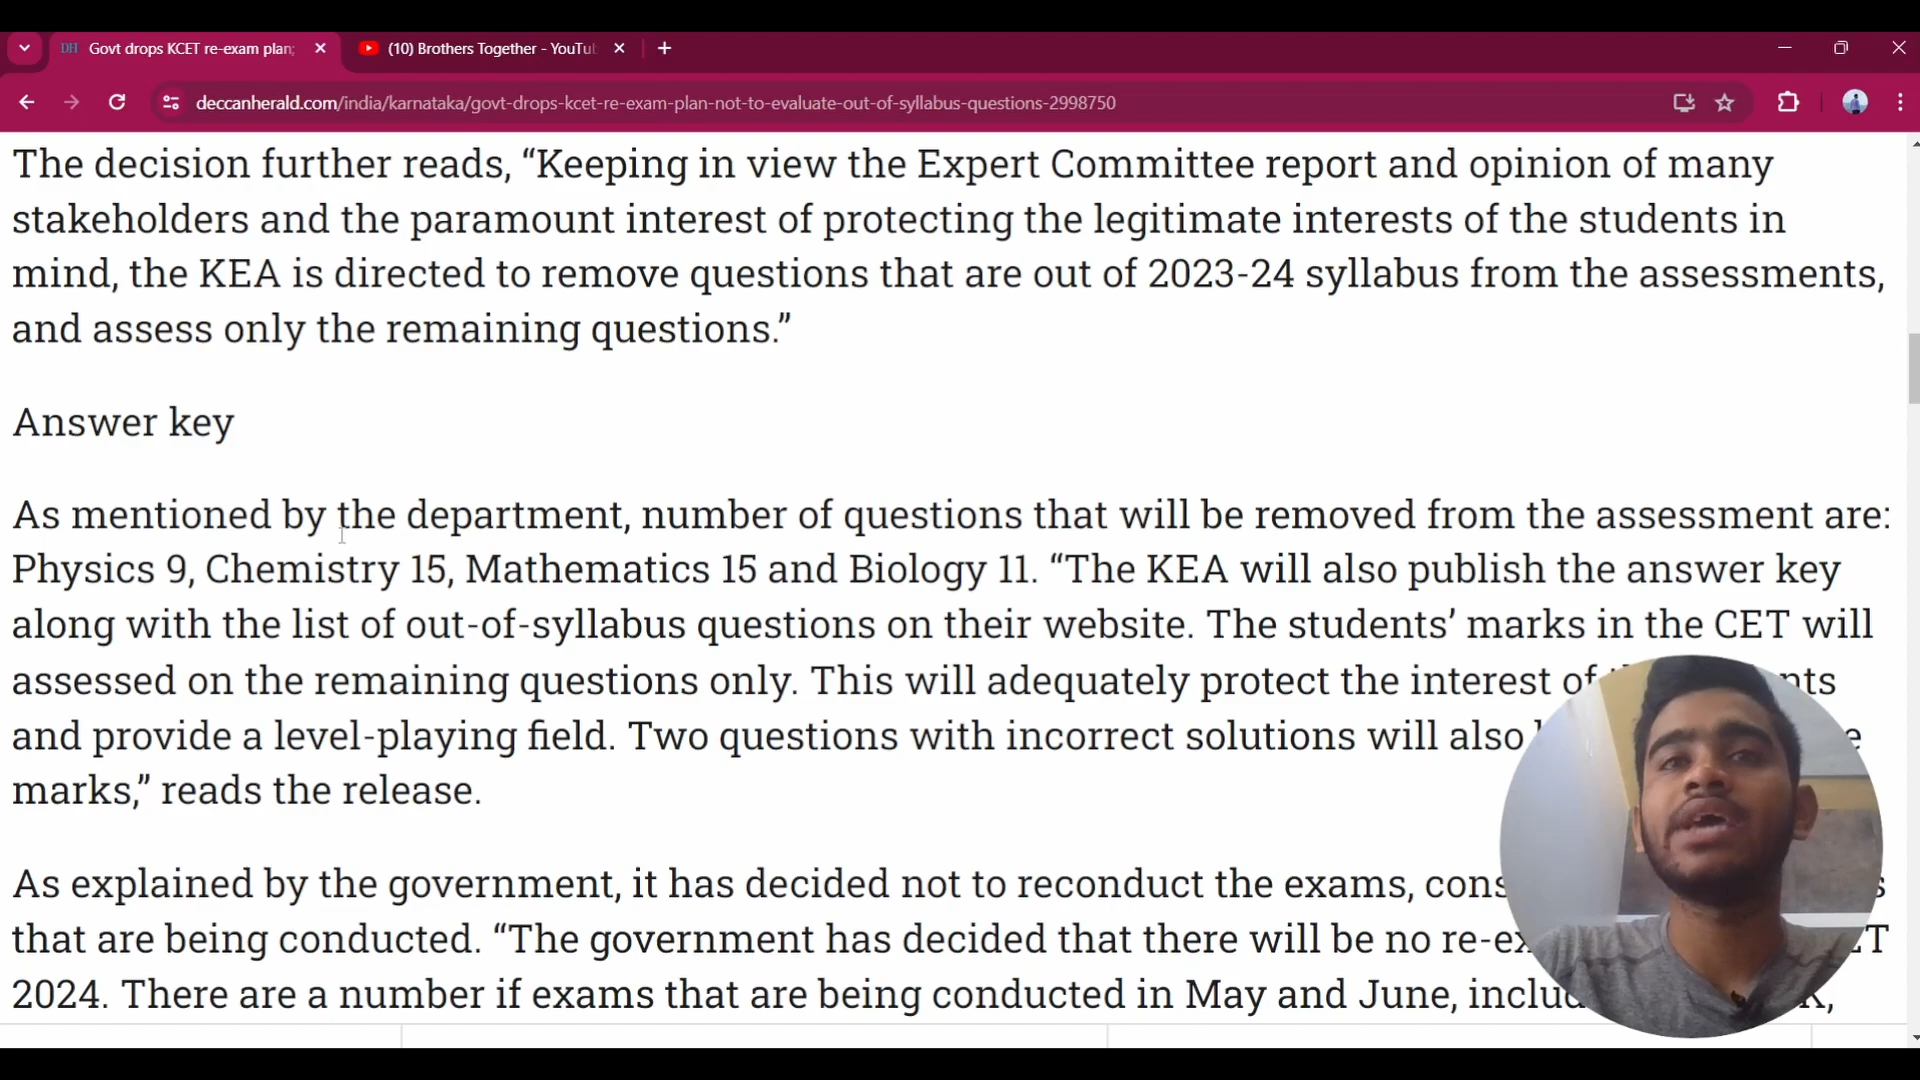 DH Govt drops KCET re-exam plan;
(10) Brothers Together - YouTu
deccanherald.com/india/karnataka/govt-drops-kcet-re-exam-plan-not-to-evaluate-out-of-syllabus-questions-2998750
The decision further reads, “Keeping in view the Expert Committee report and opinion of many
stakeholders and the paramount interest of protecting the legitimate interests of the students in
mind, the KEA is directed to remove questions that are out of 2023-24 syllabus from the assessments,
and assess only the remaining questions.”
Answer key
As mentioned by the department, number of questions that will be removed from the assessment are:
Physics 9, Chemistry 15, Mathematics 15 and Biology 11. “The KEA will also publish the answer key
along with the list of out-of-syllabus questions on their website. The students’ marks in the CET will
assessed on the remaining questions only. This will adequately protect the interest of
and provide a level-playing field. Two questions with incorrect solutions will also
marks,” reads the release.
As explained by the government, it has decided not to reconduct the exams,
that are being conducted. “The government has decided that there will be no
2024. There are a number if exams that are being conducted in May and June,